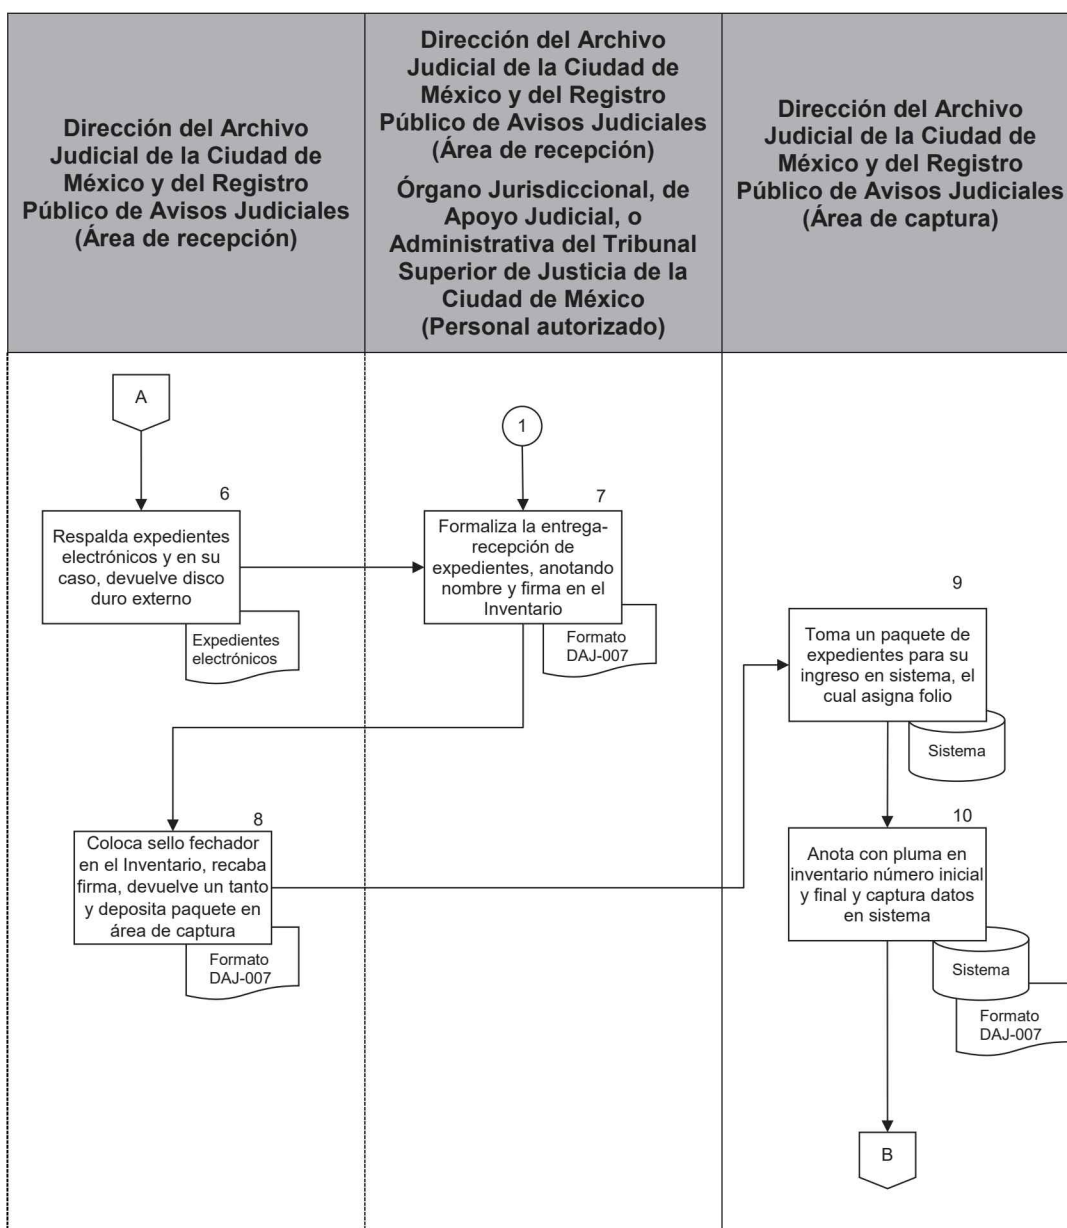 Dirección del Archivo
Judicial de la Ciudad de
México y del Registro
Público de Avisos Judiciales
(Área de recepción)
Dirección del Archivo
Judicial de la Ciudad de
México y del Registro
Público de Avisos Judiciales
(Área de recepción)
Órgano Jurisdiccional, de
Apoyo Judicial, o
Administrativa del Tribunal
Superior de Justicia de la
Ciudad de México
(Personal autorizado)
Dirección del Archivo
Judicial de la Ciudad de
México y del Registro
Público de Avisos Judiciales
(Área de captura)
A
1
6
Respalda expedientes
electrónicos y en su
caso, devuelve disco
duro externo
Expedientes
electrónicos
7
Formaliza la entrega-
recepción de
expedientes, anotando
nombre y firma en el
Inventario
Formato
DAJ-007
8
Coloca sello fechador
en el Inventario, recaba
firma, devuelve un tanto
y deposita paquete en
área de captura
Formato
DAJ-007
9
Toma un paquete de
expedientes para su
ingreso en sistema, el
cual asigna folio
Sistema
10
Anota con pluma en
inventario número inicial
y final y captura datos
en sistema
Sistema
Formato
DAJ-007
B